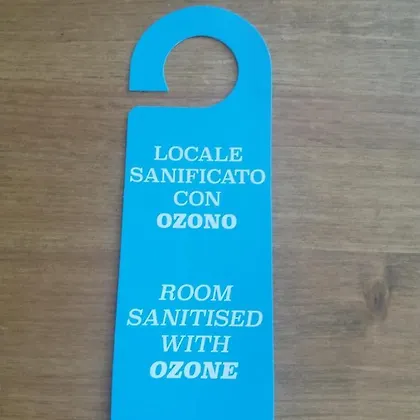 LOCALE
SANIFICATO
CON
OZONO
ROOM
SANITISED
WITH
OZONE